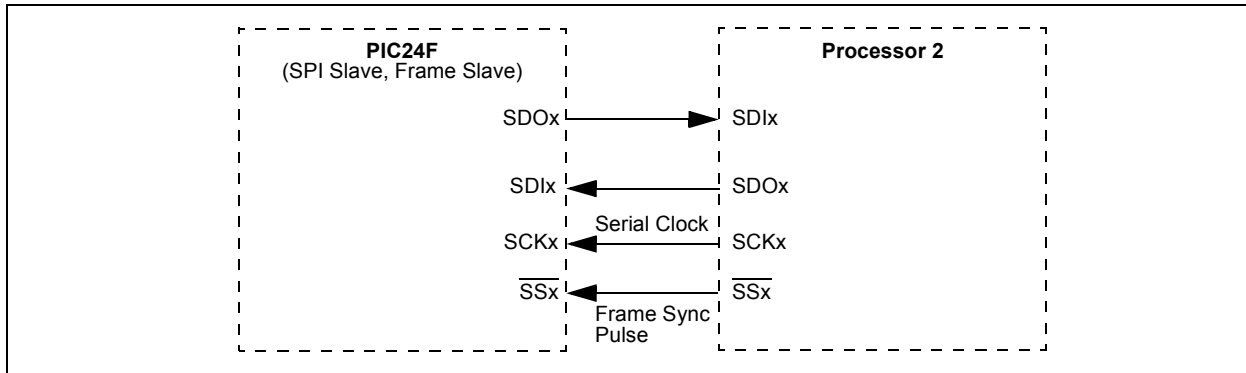 PIC24F
(SPI Slave, Frame Slave)
Processor 2
SDOx
SDIx
SDIx
SDOx
Serial Clock
SCKx
SCKx
SSx
SSx
Frame Sync
Pulse